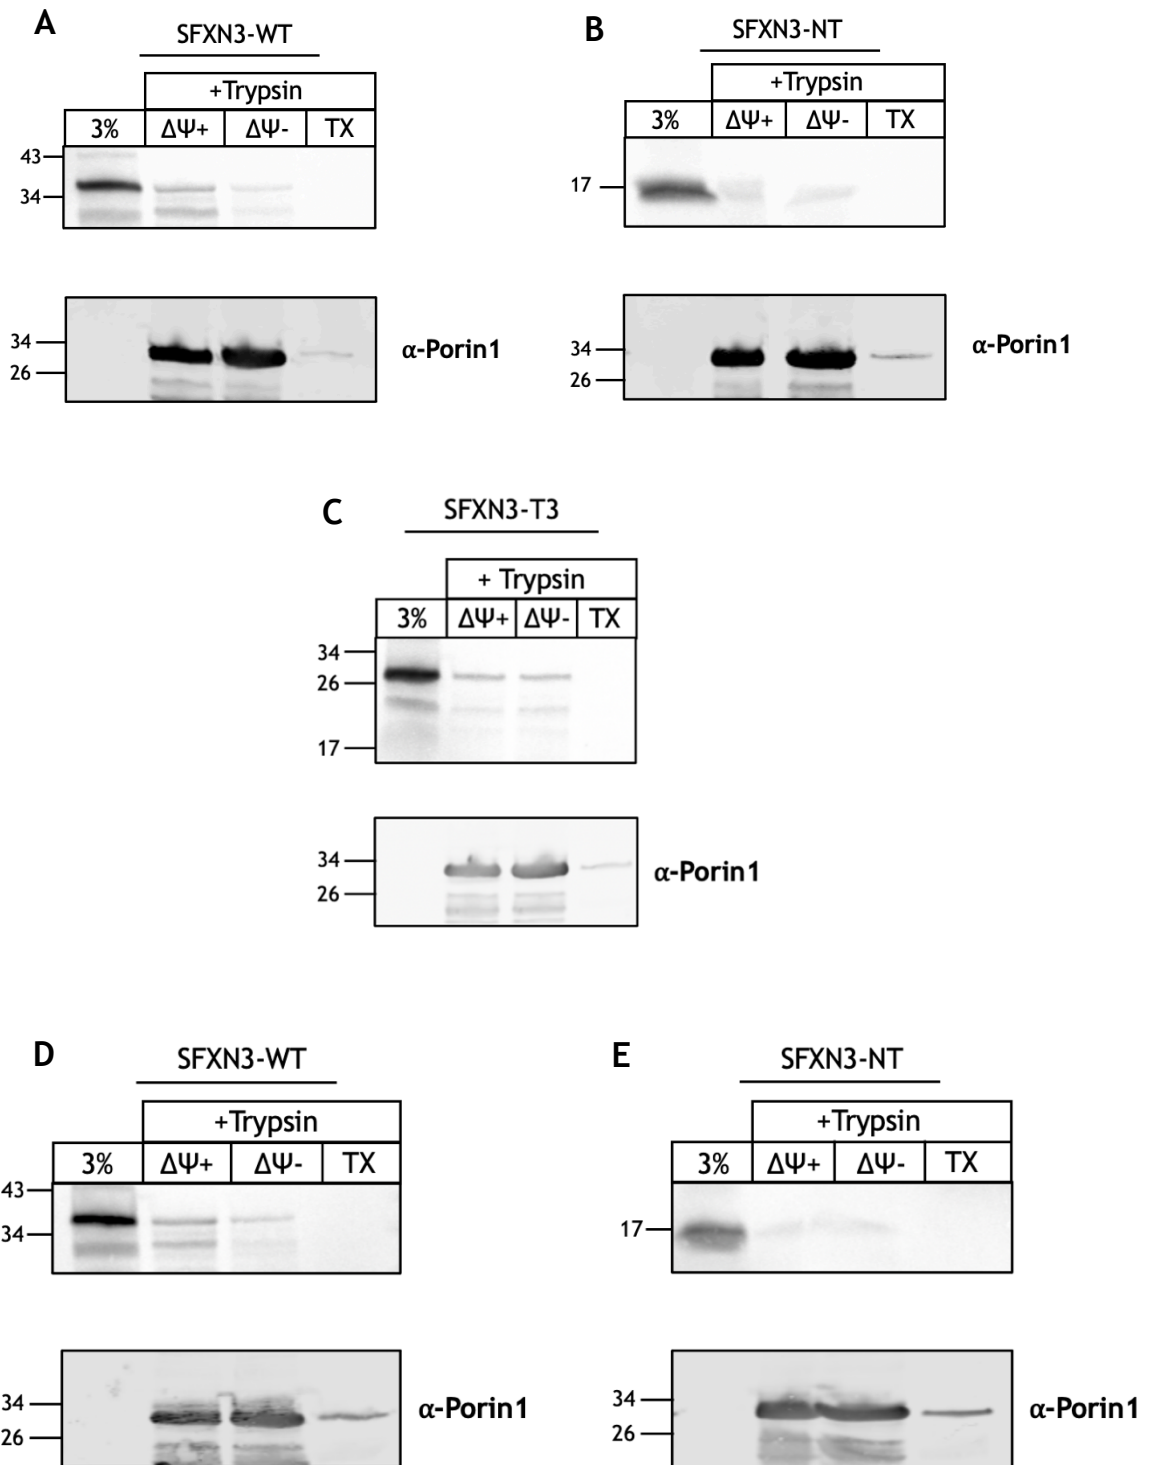 A
SFXN3-WT
+Trypsin
3% ΔΨ+ ΔΨ- TX
43
34
34
26
α-Porin1
B
SFXN3-NT
+Trypsin
3% ΔΨ+ ΔΨ- TX
17
34
26
α-Porin1
C
SFXN3-T3
+ Trypsin
3% ΔΨ+ ΔΨ- TX
34
26
17
34
26
α-Porin1
D
SFXN3-WT
+Trypsin
3% ΔΨ+ ΔΨ- TX
43
34
34
26
α-Porin1
E
SFXN3-NT
+Trypsin
3% ΔΨ+ ΔΨ- TX
17
34
26
α-Porin1